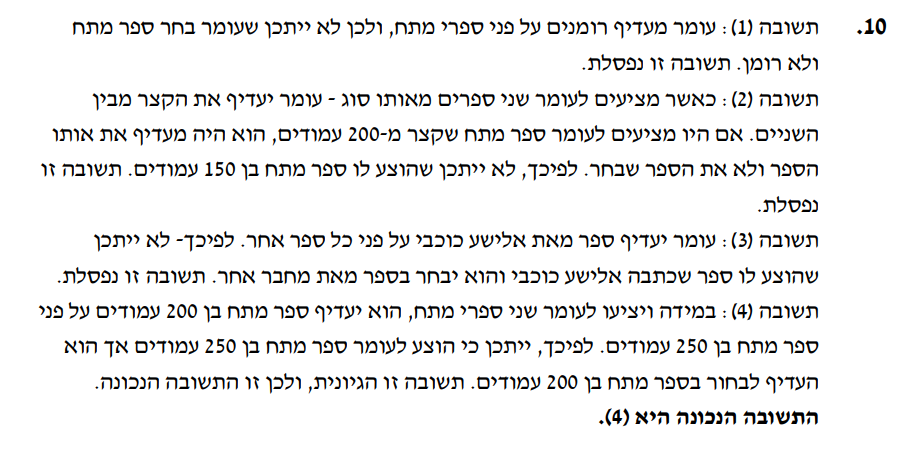 10. תשובה (1): עומר מעדיף רומנים על פני ספרי מתח, ולכן לא ייתכן שעומר בחר ספר מתח
ולא רומן. תשובה זו נפסלת.
תשובה (2): כאשר מציעים לעומר שני ספרים מאותו סוג - עומר יעדיף את הקצר מבין
השניים. אם היו מציעים לעומר ספר מתח שקצר מ-200 עמודים, הוא היה מעדיף את אותו
הספר ולא את הספר שבחר. לפיכך, לא ייתכן שהוצע לו ספר מתח בן 150 עמודים. תשובה זו
נפסלת.
תשובה (3): עומר יעדיף ספר מאת אלישע כוכבי על פני כל ספר אחר. לפיכך- לא ייתכן
שהוצע לו ספר שכתבה אלישע כוכבי והוא יבחר בספר מאת מחבר אחר. תשובה זו נפסלת.
תשובה (4): במידה ויציעו לעומר שני ספרי מתח, הוא יעדיף ספר מתח בן 200 עמודים על פני
ספר מתח בן 250 עמודים. לפיכך, ייתכן כי הוצע לעומר ספר מתח בן 250 עמודים אך הוא
העדיף לבחור בספר מתח בן 200 עמודים. תשובה זו הגיונית, ולכן זו התשובה הנכונה.
התשובה הנכונה היא (4).